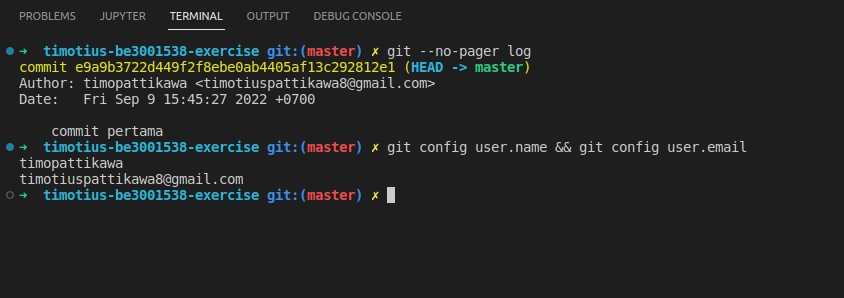 PROBLEMS JUPYTER TERMINAL OUTPUT DEBUG CONSOLE
➜ timotius-be3001538-exercise git:(master) ✗ git --no-pager log
commit e9a9b3722d449f2f8ebe0ab4405af13c292812e1 (HEAD -> master)
Author: timopattikawa <timotiuspattikawa8@gmail.com>
Date:   Fri Sep 9 15:45:27 2022 +0700
commit pertama
➜ timotius-be3001538-exercise git:(master) ✗ git config user.name && git config user.email
timopattikawa
timotiuspattikawa8@gmail.com
➜ timotius-be3001538-exercise git:(master) ✗